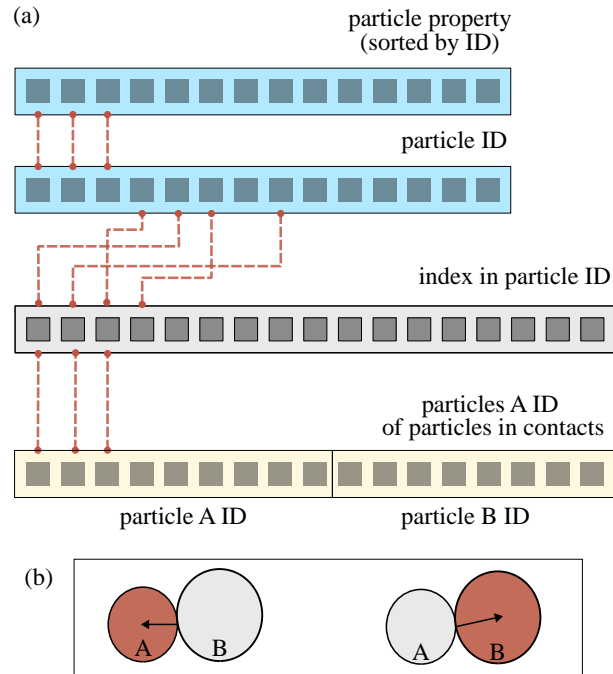 (a)
particle property
(sorted by ID)
particle ID
index in particle ID
particles A ID
of particles in contacts
particle A ID
particle B ID
(b)
A
B
A
B